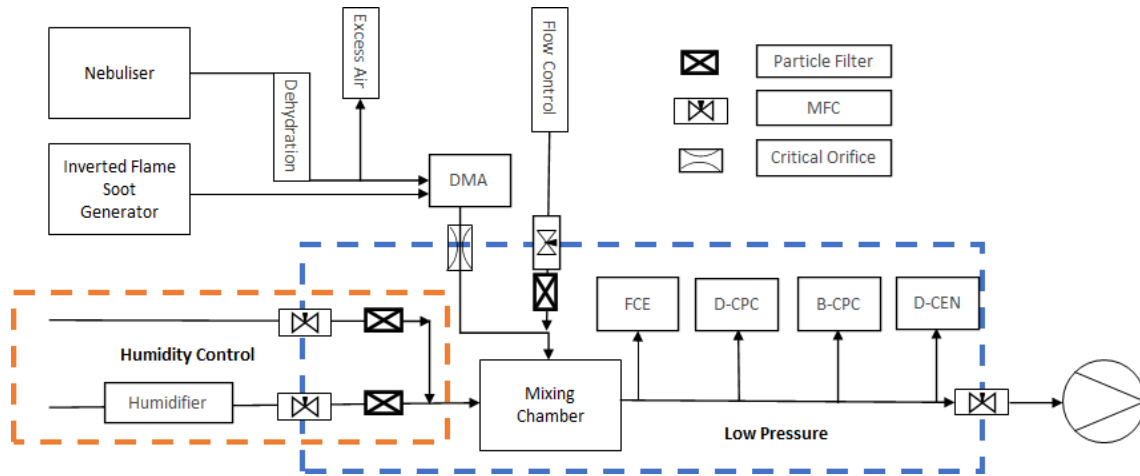 Nebuliser
Dehydration
Excess Air
Flow Control
Particle Filter
MFC
Critical Orifice
Inverted Flame
Soot
Generator
DMA
FCE
D-CPC
B-CPC
D-CEN
Humidity Control
Humidifier
Mixing
Chamber
Low Pressure